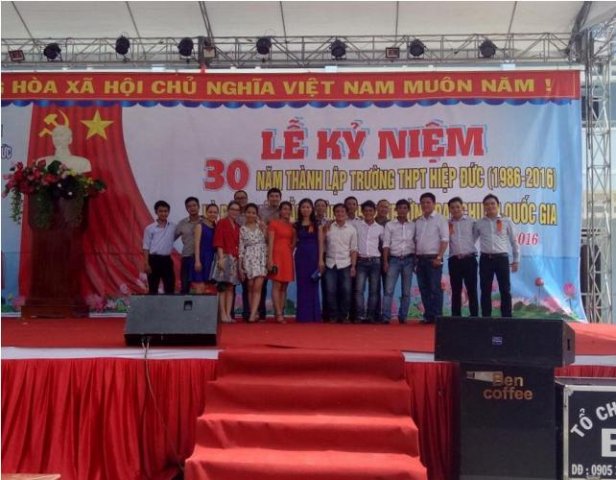 HÒA XÃ HỘI CHỦ NGHĨA VIỆT NAM MUÔN NĂM !
LỄ KỶ NIỆM
30 NĂM THÀNH LẬP TRƯỜNG THPT HIỆP ĐỨC (1986-2016)
QUỐC GIA
2016
Ben
coffee
TỔ CH
DĐ : 0905